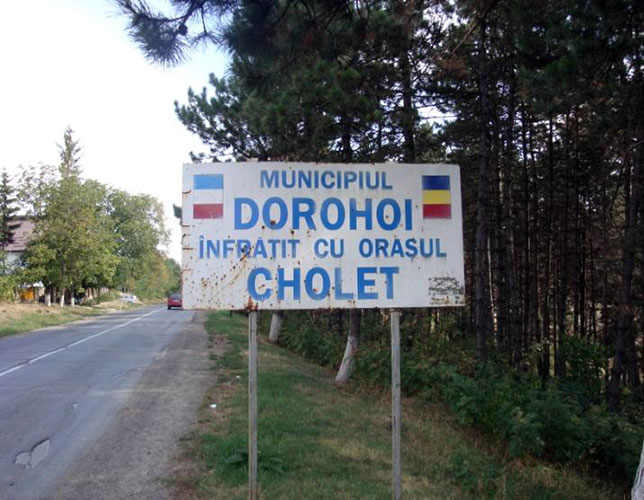 MUNICIPIUL
DOROHOI
ÎNFRĂȚIT CU ORAȘUL
CHOLET